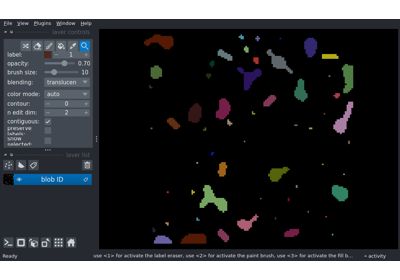 File View Plugins Window Help
layer controls
label: 1
opacity: 0.70
brush size: 10
blending: translucen
color mode: auto
contour: 0
n edit dim: 2
contiguous:
preserve labels:
show selected:
layer list
blob ID
Ready
use <1> for activate the label eraser, use <2> for activate the paint brush, use <3> for activate the fill b... activity